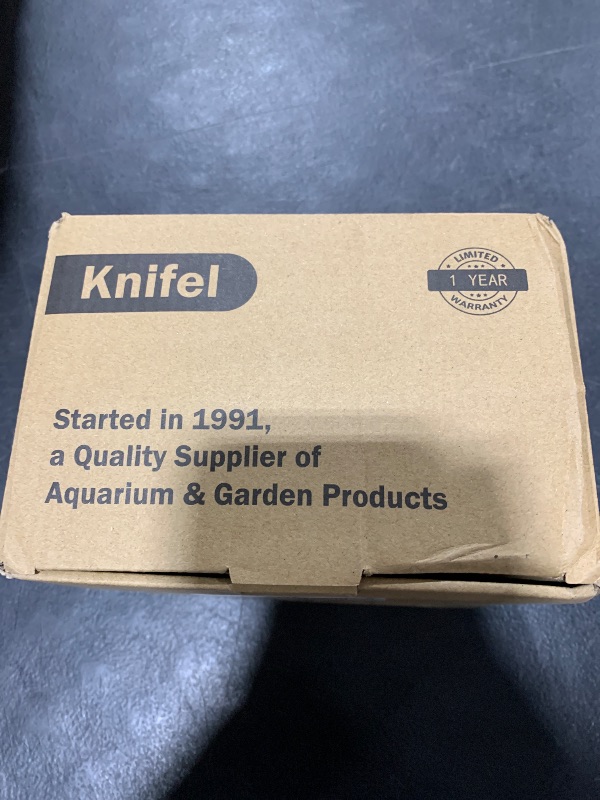 Knifel
LIMITED
1 YEAR
WARRANTY
Started in 1991,
a Quality Supplier of
Aquarium & Garden Products